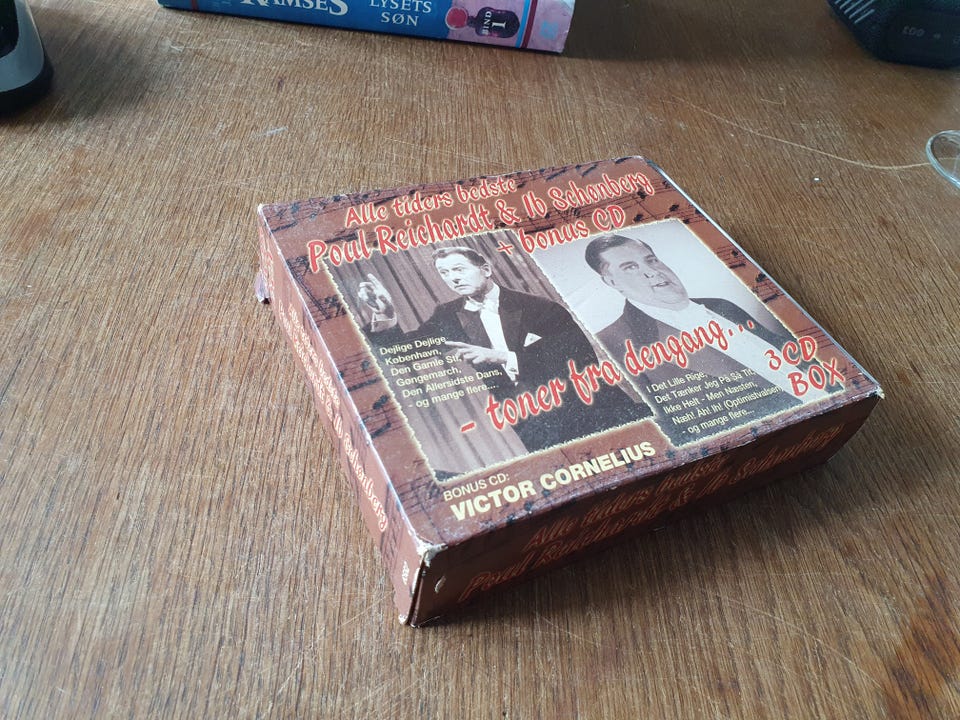 RAMSES
LYSETS
SØN
BIND
1
Alle tiders bedste
Poul Reichardt & Ib Schønberg
+ bonus CD
Dejlige Dejlige
København,
Den Gamle Str.
Gøngemarch,
Den Allersidste Dans,
- og mange flere....
- toner fra dengang...
I Det Lille Rige,
Det Tænker Jeg På Så Tit,
Ikke Helt - Men Næsten,
Næh! Åh! Ih! (Optimistvalsen)
- og mange flere...
3CD
BOX
BONUS CD:
VICTOR CORNELIUS
Alle tiders bedste
Poul Reichardt & Ib Schønberg